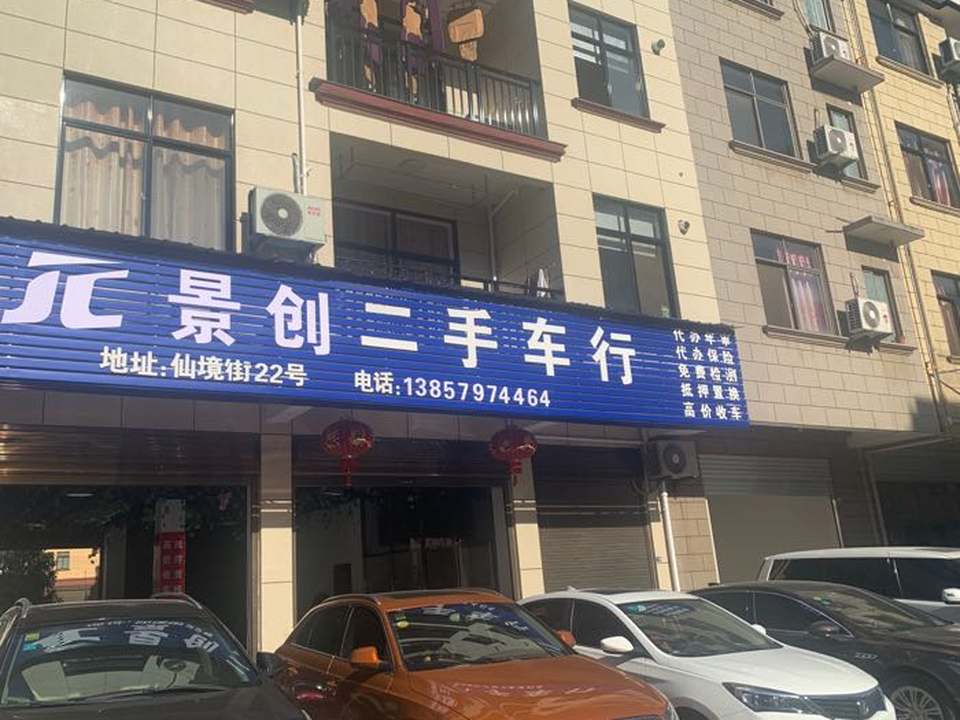 景创二手车行
地址:仙境街22号
电话:13857974464
代办年审
代办保险
免费检测
抵押置换
高价收车